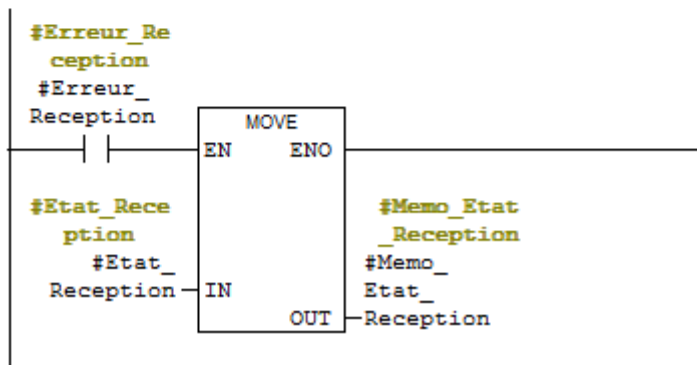 #Erreur_Re
ception
#Erreur_
Reception
MOVE
EN ENO
#Etat_Rece
ption
#Etat_
Reception
IN
OUT
#Memo_Etat
_Reception
#Memo_
Etat_
Reception